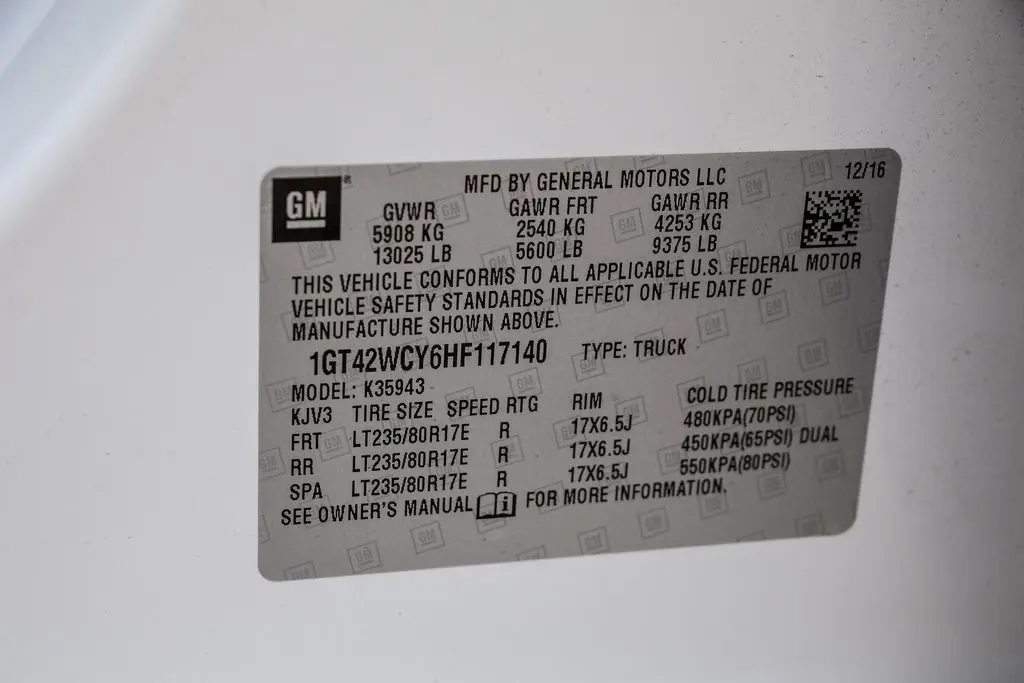 GM®
MFD BY GENERAL MOTORS LLC 12/16
GVWR GAWR FRT GAWR RR
5908 KG 2540 KG 4253 KG
13025 LB 5600 LB 9375 LB
THIS VEHICLE CONFORMS TO ALL APPLICABLE U.S. FEDERAL MOTOR
VEHICLE SAFETY STANDARDS IN EFFECT ON THE DATE OF
MANUFACTURE SHOWN ABOVE.
1GT42WCY6HF117140 TYPE: TRUCK
MODEL: K35943
KJV3 TIRE SIZE SPEED RTG RIM COLD TIRE PRESSURE
FRT LT235/80R17E R 17X6.5J 480KPA(70PSI)
RR LT235/80R17E R 17X6.5J 450KPA(65PSI) DUAL
SPA LT235/80R17E R 17X6.5J 550KPA(80PSI)
SEE OWNER'S MANUAL i FOR MORE INFORMATION.